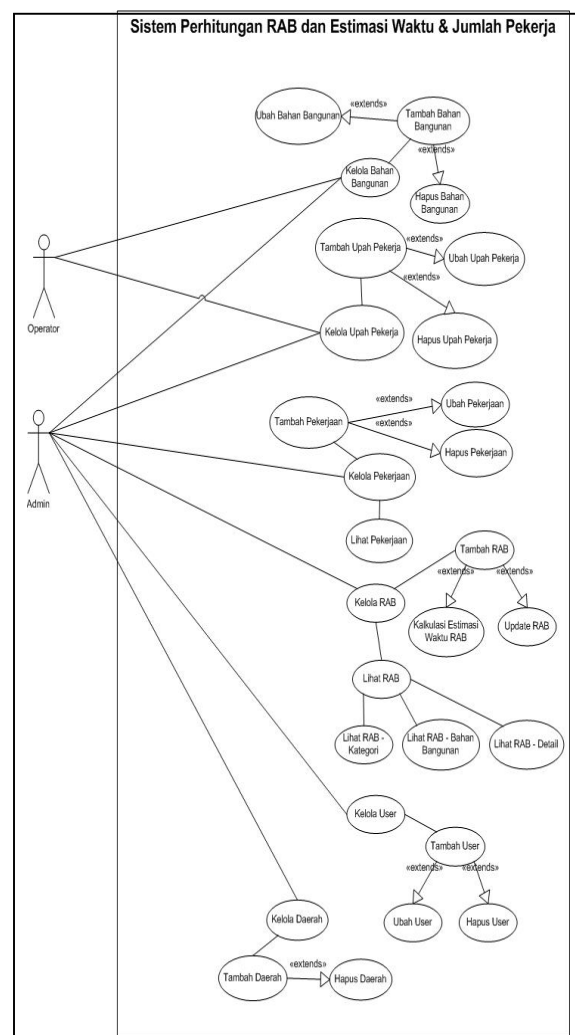 Sistem Perhitungan RAB dan Estimasi Waktu & Jumlah Pekerja
«extends»
Ubah Bahan Bangunan
Tambah Bahan
Bangunan
«extends»
Kelola Bahan
Bangunan
Hapus Bahan
Bangunan
Tambah Upah Pekerja
«extends»
Ubah Upah Pekerja
«extends»
Operator
Kelola Upah Pekerja
Hapus Upah Pekerja
«extends»
Ubah Pekerjaan
Tambah Pekerjaan
«extends»
Hapus Pekerjaan
Kelola Pekerjaan
Admin
Lihat Pekerjaan
Tambah RAB
«extends»
«extends»
Kelola RAB
Kalkulasi Estimasi
Waktu RAB
Update RAB
Lihat RAB
Lihat RAB -
Kategori
Lihat RAB - Bahan
Bangunan
Lihat RAB - Detail
Kelola User
Tambah User
«extends»
«extends»
Ubah User
Hapus User
Kelola Daerah
«extends»
Tambah Daerah
Hapus Daerah